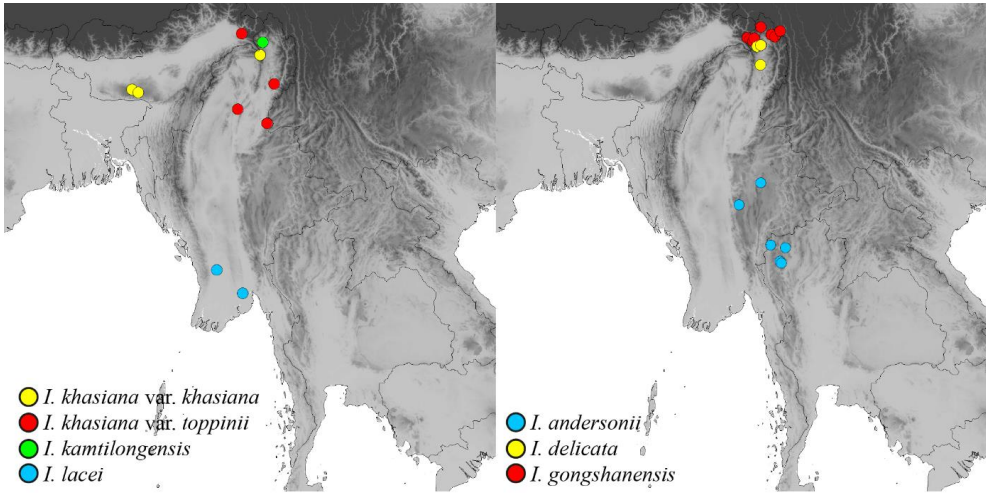 I. khasiana var. khasiana
I. khasiana var. toppinii
I. kamtilongensis
I. lacei
I. andersonii
I. delicata
I. gongshanensis